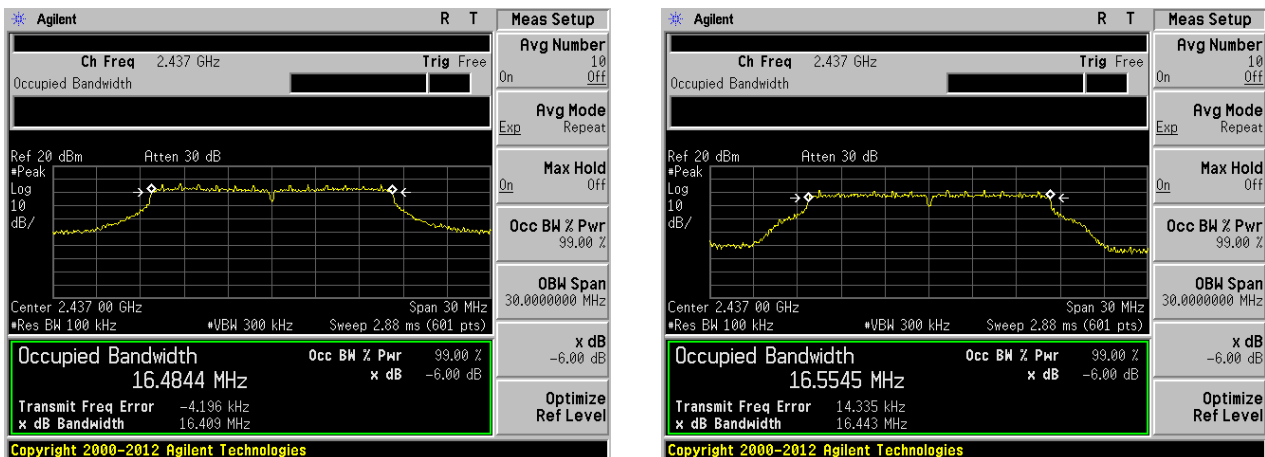 Agilent R T
Meas Setup
Ch Freq 2.437 GHz Trig Free
Occupied Bandwidth
Avg Number
10
On Off
Avg Mode
Exp Repeat
Ref 20 dBm Atten 30 dB
#Peak
Log
10
dB/
Max Hold
On Off
Occ BW % Pwr
99.00 %
OBW Span
30.0000000 MHz
Center 2.437 00 GHz Span 30 MHz
#Res BW 100 kHz #VBW 300 kHz Sweep 2.88 ms (601 pts)
x dB
-6.00 dB
Optimize
Ref Level
Occupied Bandwidth Occ BW % Pwr 99.00 %
16.4844 MHz x dB -6.00 dB
Transmit Freq Error -4.196 kHz
x dB Bandwidth 16.409 MHz
Copyright 2000-2012 Agilent Technologies
Agilent R T
Meas Setup
Ch Freq 2.437 GHz Trig Free
Occupied Bandwidth
Avg Number
10
On Off
Avg Mode
Exp Repeat
Ref 20 dBm Atten 30 dB
#Peak
Log
10
dB/
Max Hold
On Off
Occ BW % Pwr
99.00 %
OBW Span
30.0000000 MHz
Center 2.437 00 GHz Span 30 MHz
#Res BW 100 kHz #VBW 300 kHz Sweep 2.88 ms (601 pts)
x dB
-6.00 dB
Optimize
Ref Level
Occupied Bandwidth Occ BW % Pwr 99.00 %
16.5545 MHz x dB -6.00 dB
Transmit Freq Error 14.335 kHz
x dB Bandwidth 16.443 MHz
Copyright 2000-2012 Agilent Technologies